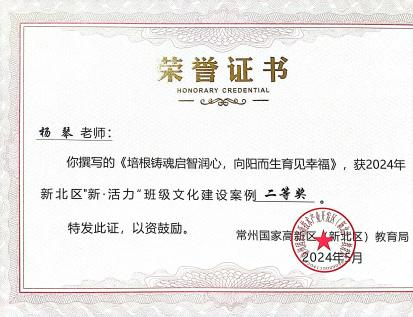 荣誉证书
HONORARY CREDENTIAL
杨琴老师：
你撰写的《培根铸魂启智润心，向阳而生育见幸福》，获2024年
新北区"新·活力"班级文化建设案例 二等奖 。
特发此证，以资鼓励。
常州国家高新区（新北区）教育局
2024年5月